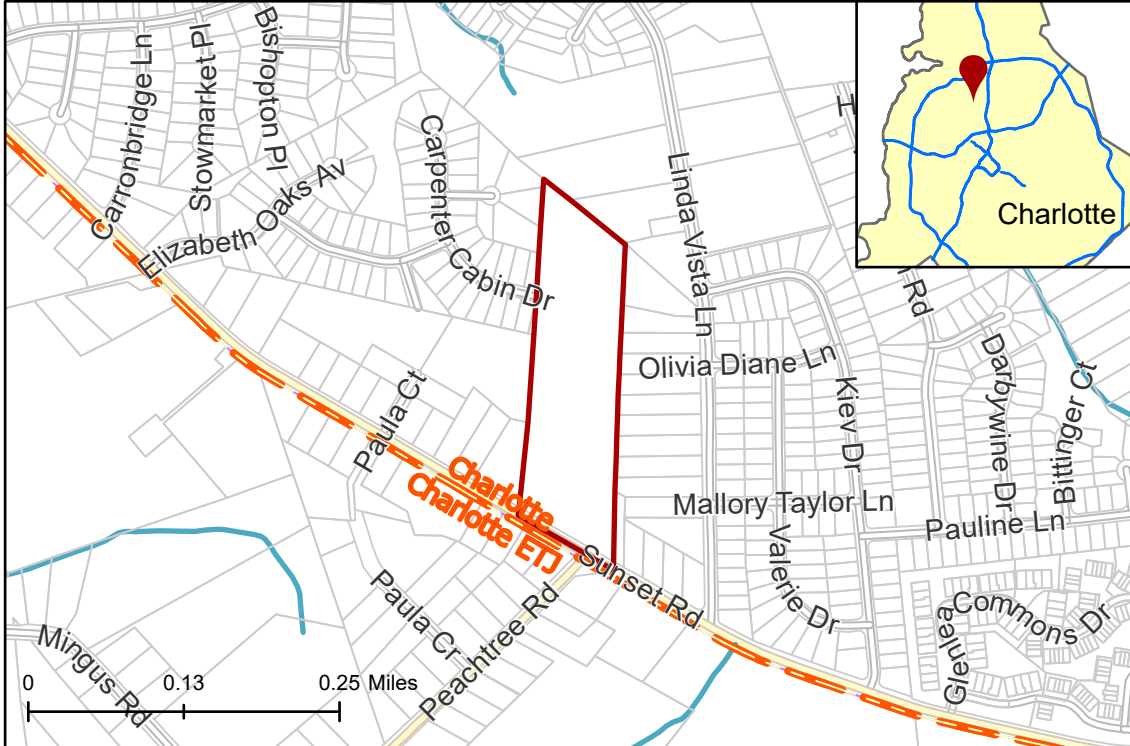 Carronbridge Ln
Stowmarket Pl
Bishopton Pl
Elizabeth Oaks Av
Carpenter Cabin Dr
Linda Vista Ln
Charlotte
Rd
Olivia Diane Ln
Kiev Dr
Darbywine Dr
Bittinger Ct
Paula Ct
Charlotte
Charlotte ETJ
Mallory Taylor Ln
Pauline Ln
Valerie Dr
Sunset Rd
Paula Cr
Peachtree Rd
Glenlea Commons Dr
Mingus Rd
0 0.13 0.25 Miles